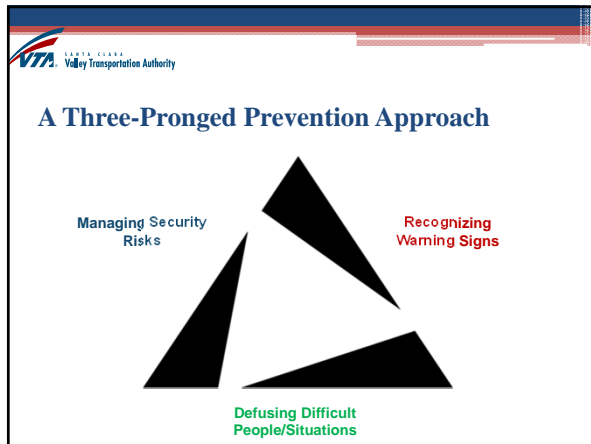 SANTA CLARA
VTA. Valley Transportation Authority
A Three-Pronged Prevention Approach
Managing Security
Risks
Recognizing
Warning Signs
Defusing Difficult
People/Situations